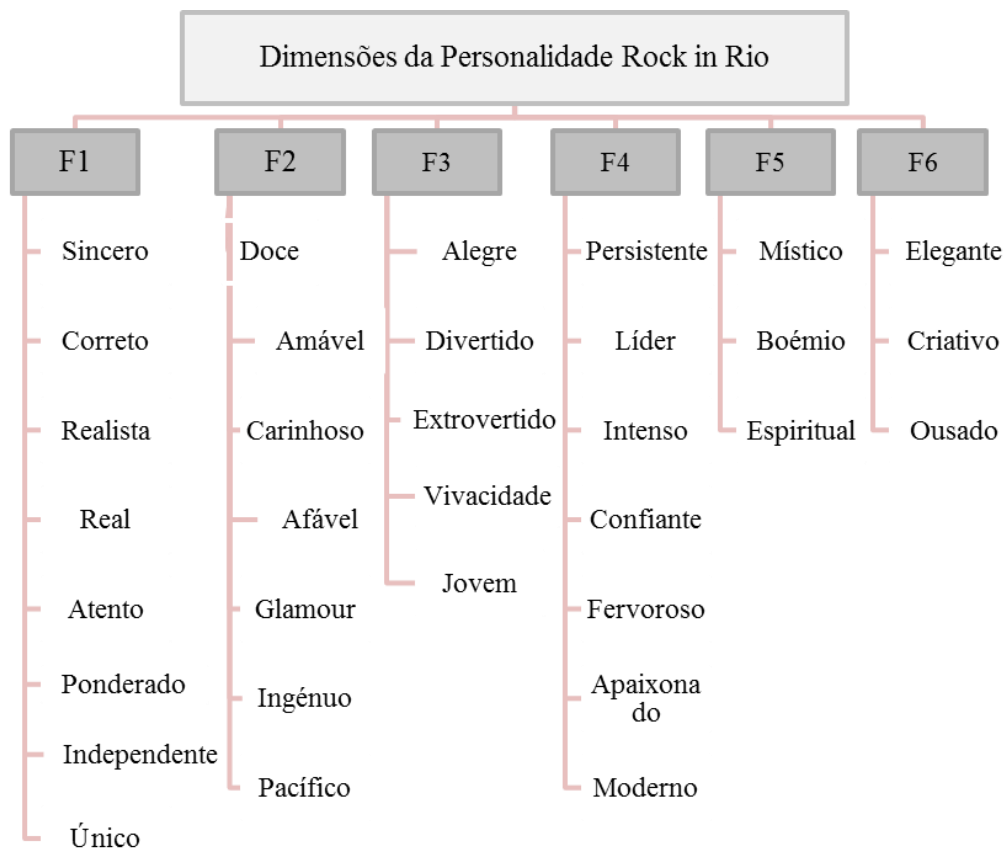 Dimensões da Personalidade Rock in Rio
F1
F2
F3
F4
F5
F6
Sincero
Correto
Realista
Real
Atento
Ponderado
Independente
Único
Doce
Amável
Carinhoso
Afável
Glamour
Ingénuo
Pacífico
Alegre
Divertido
Extrovertido
Vivacidade
Jovem
Persistente
Líder
Intenso
Confiante
Fervoroso
Apaixona
do
Moderno
Místico
Boémio
Espiritual
Elegante
Criativo
Ousado